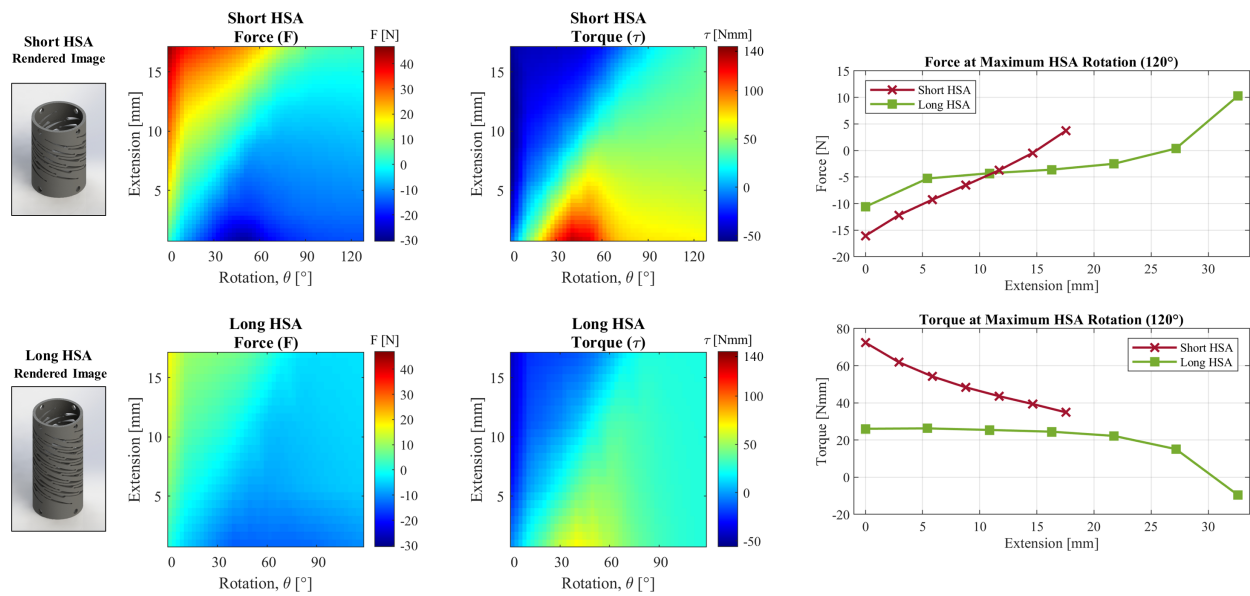 Short HSA
Rendered Image
Short HSA
Force (F)
F [N]
40
30
20
10
0
-10
-20
-30
15
10
5
Extension [mm]
0
30
60
90
120
Rotation, θ [°]
Short HSA
Torque (τ)
τ [Nmm]
140
100
50
0
-50
15
10
5
Extension [mm]
0
30
60
90
120
Rotation, θ [°]
Force at Maximum HSA Rotation (120°)
Short HSA
Long HSA
15
10
5
0
-5
-10
-15
-20
Force [N]
0
5
10
15
20
25
30
Extension [mm]
Long HSA
Rendered Image
Long HSA
Force (F)
F [N]
40
30
20
10
0
-10
-20
-30
15
10
5
Extension [mm]
0
30
60
90
Rotation, θ [°]
Long HSA
Torque (τ)
τ [Nmm]
140
100
50
0
-50
15
10
5
Extension [mm]
0
30
60
90
Rotation, θ [°]
Torque at Maximum HSA Rotation (120°)
Short HSA
Long HSA
80
60
40
20
0
-20
Torque [Nmm]
0
5
10
15
20
25
30
Extension [mm]